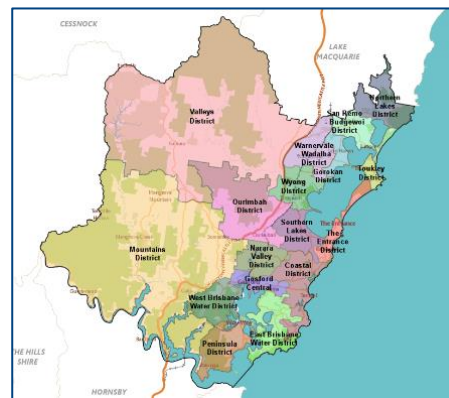 CESSNOCK
LAKE
MACQUARIE
Northern
Lakes
District
San Remo
Budgewoi
District
Valleys
District
Warnervale
Wadalba
District
Gorokan
District
Toukley
District
Wyong
District
Ourimbah
District
Southern
Lakes
District
The Entrance
The
Entrance
District
Mountains
District
Narara
Valley
District
Coastal
District
Gosford
Central
West Brisbane
Water District
East Brisbane
Water District
Peninsula
District
THE HILLS
SHIRE
HORNSBY